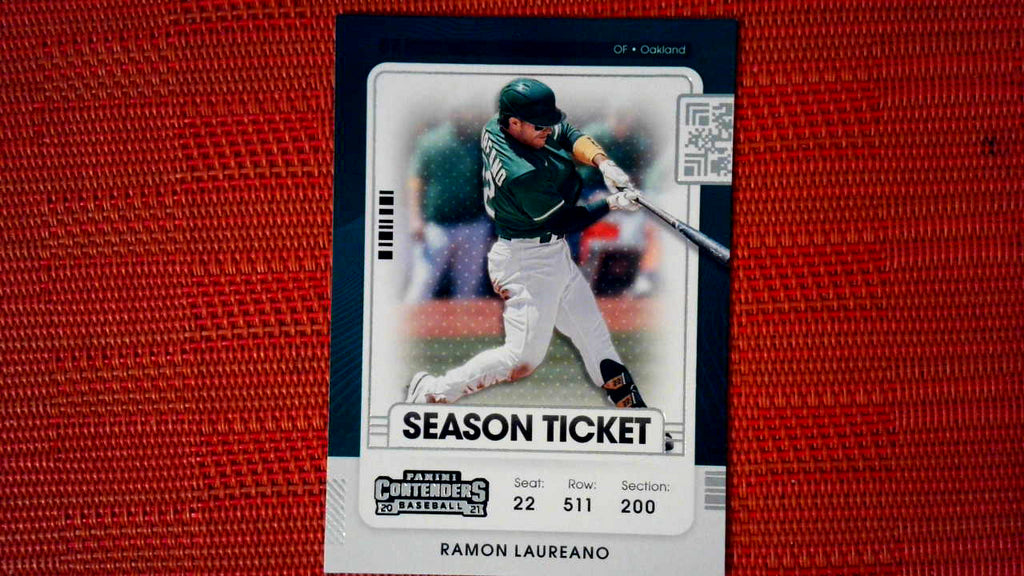 OF • Oakland
SEASON TICKET
PANINI
CONTENDERS
20 BASEBALL 21
Seat: Row: Section:
22 511 200
RAMON LAUREANO